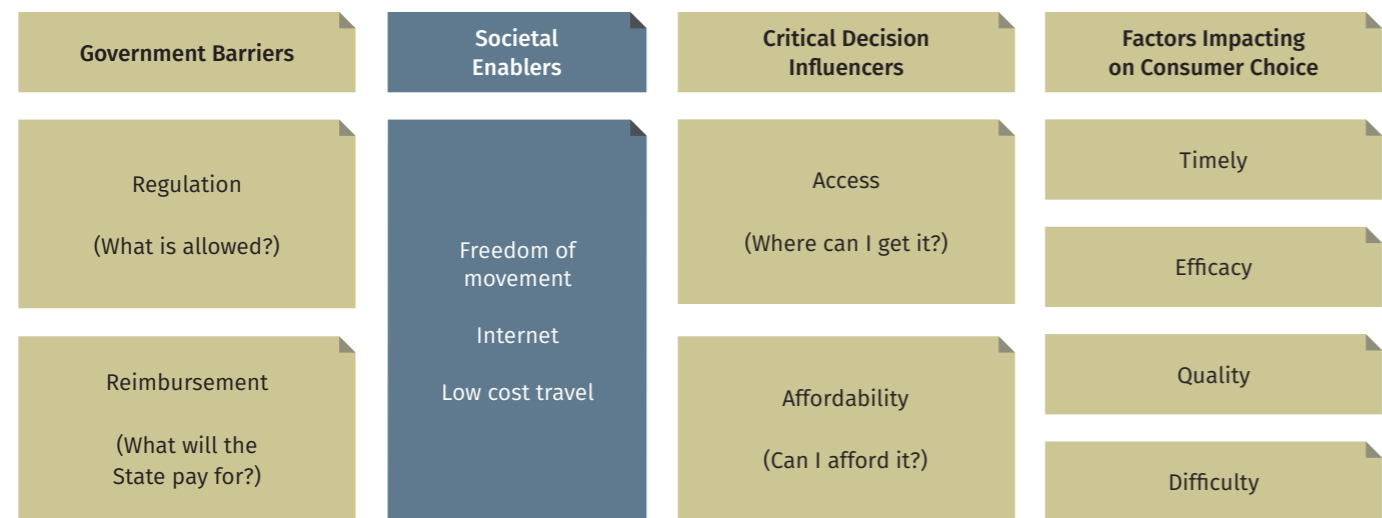 Government Barriers
Societal
Enablers
Critical Decision
Influencers
Factors Impacting
on Consumer Choice
Regulation
(What is allowed?)
Reimbursement
(What will the
State pay for?)
Freedom of
movement
Internet
Low cost travel
Access
(Where can I get it?)
Affordability
(Can I afford it?)
Timely
Efficacy
Quality
Difficulty